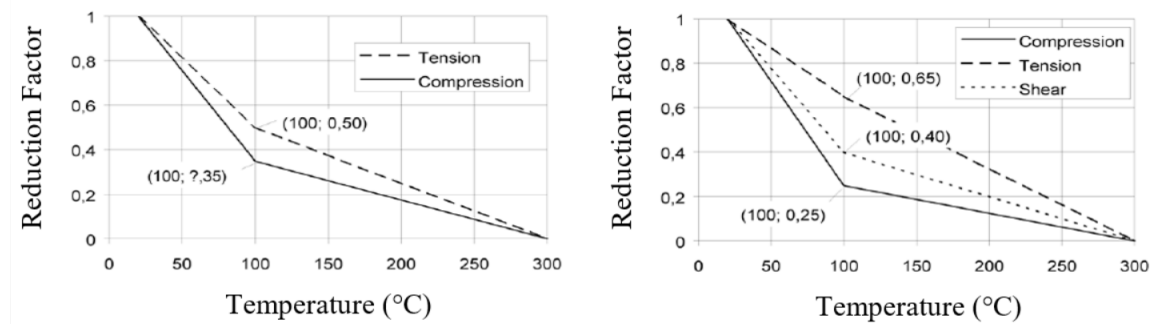 Reduction Factor
1
0,8
0,6
0,4
0,2
0
Tension
Compression
(100; 0,50)
(100; ?,35)
0 50 100 150 200 250 300
Temperature (°C)
Reduction Factor
1
0,8
0,6
0,4
0,2
0
Compression
Tension
Shear
(100; 0,65)
(100; 0,40)
(100; 0,25)
0 50 100 150 200 250 300
Temperature (°C)